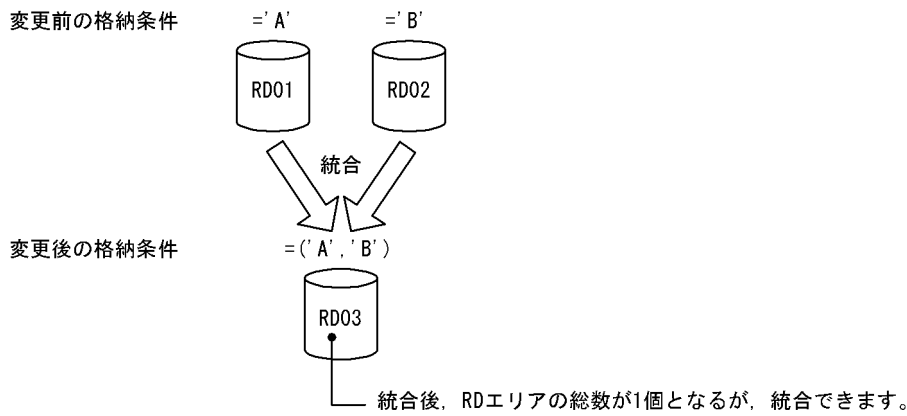 変更前の格納条件 ='A' ='B'
RD01 RD02
統合
変更後の格納条件 =('A','B')
RD03
統合後，RDエリアの総数が1個となるが，統合できます。